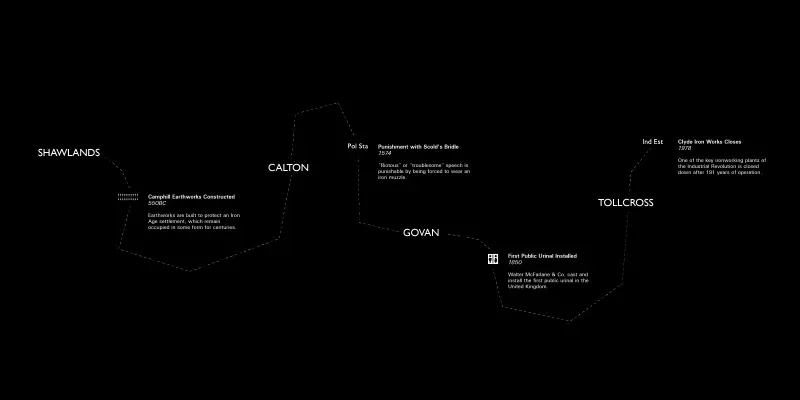 SHAWLANDS
Camphill Earthworks Constructed
550BC
Earthworks are built to protect an Iron
Age settlement, which remain
occupied in some form for centuries.
CALTON
Pol Sta
Punishment with Scold's Bridle
1574
"Riotous" or "troublesome" speech is
punishable by being forced to wear an
iron muzzle.
GOVAN
First Public Urinal Installed
1850
Walter McFarlane & Co. cast and
install the first public urinal in the
United Kingdom.
TOLLCROSS
Ind Est
Clyde Iron Works Closes
1978
One of the key ironworking plants of
the Industrial Revolution is closed
down after 191 years of operation.